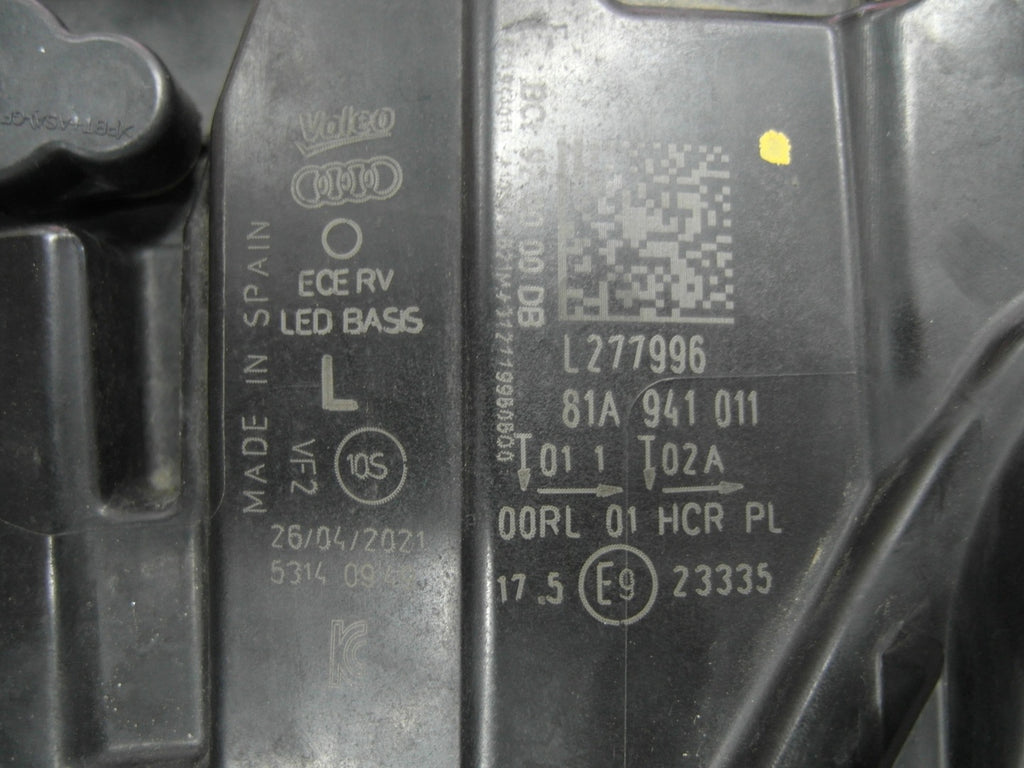 Valeo
ECE RV
LED BASIS
L
MADE IN SPAIN
VF2
10S
26/04/2021
5314
L277996
81A 941 011
01 1 02A
00RL 01 HCR PL
17.5 E9 23335